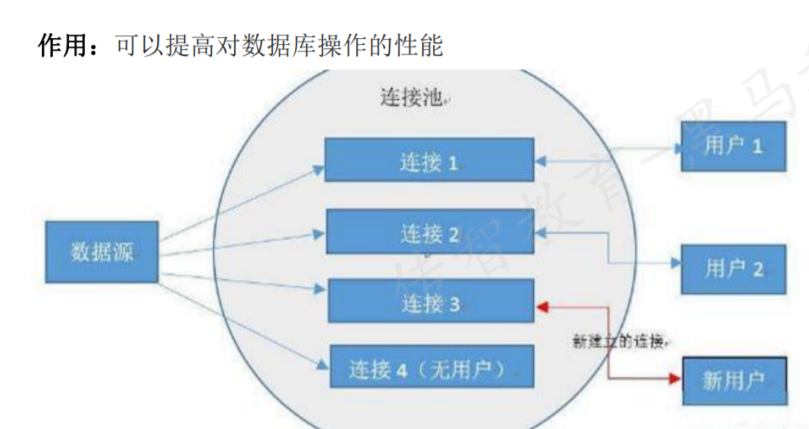 作用：可以提高对数据库操作的性能
连接池
连接 1
用户 1
连接 2
数据源
用户 2
连接 3
新建立的连接
连接 4（无用户）
新用户
传智教育-黑马